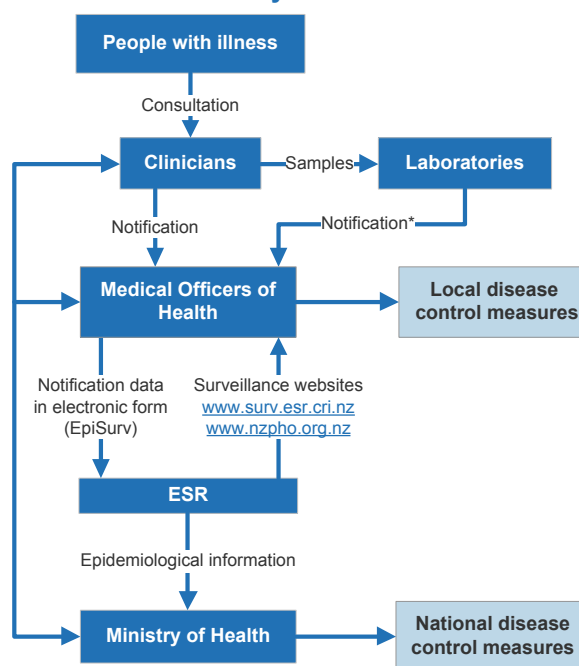 People with illness
Consultation
Clinicians
Samples
Laboratories
Notification
Notification*
Medical Officers of
Health
Local disease
control measures
Notification data
in electronic form
(EpiSurv)
Surveillance websites
www.surv.esr.cri.nz
www.nzpho.org.nz
ESR
Epidemiological information
Ministry of Health
National disease
control measures